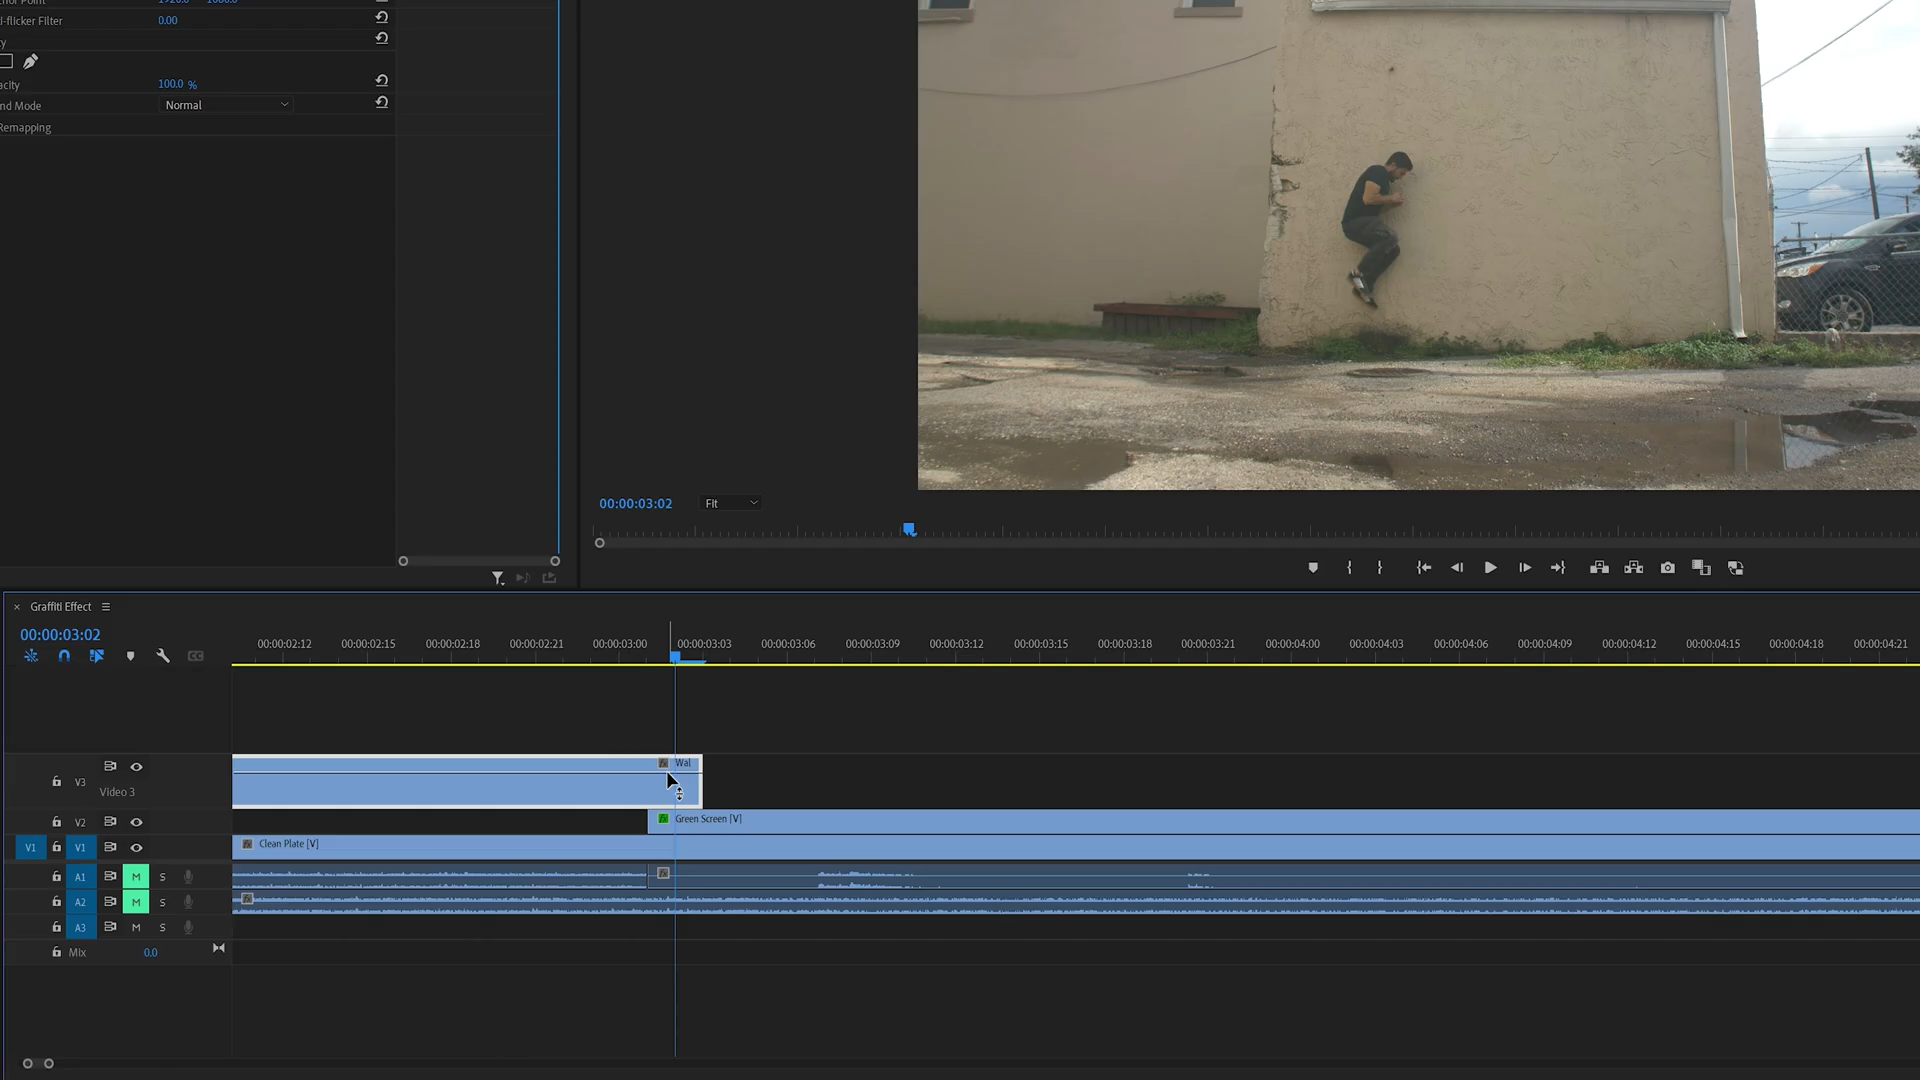 -flicker Filter
0.00
100.0 %
nd Mode
Normal
Remapping
00:00:03:02
Fit
Graffiti Effect
00:00:03:02
00:00:02:12
00:00:02:15
00:00:02:18
00:00:02:21
00:00:03:00
00:00:03:03
00:00:03:06
00:00:03:09
00:00:03:12
00:00:03:15
00:00:03:18
00:00:03:21
00:00:04:00
00:00:04:03
00:00:04:06
00:00:04:09
00:00:04:12
00:00:04:15
00:00:04:18
00:00:04:21
V3
Video 3
fx Wal
V2
fx Green Screen [V]
V1 V1
fx Clean Plate [V]
A1 M S
fx
A2 M S
fx
A3 M S
Mix 0.0